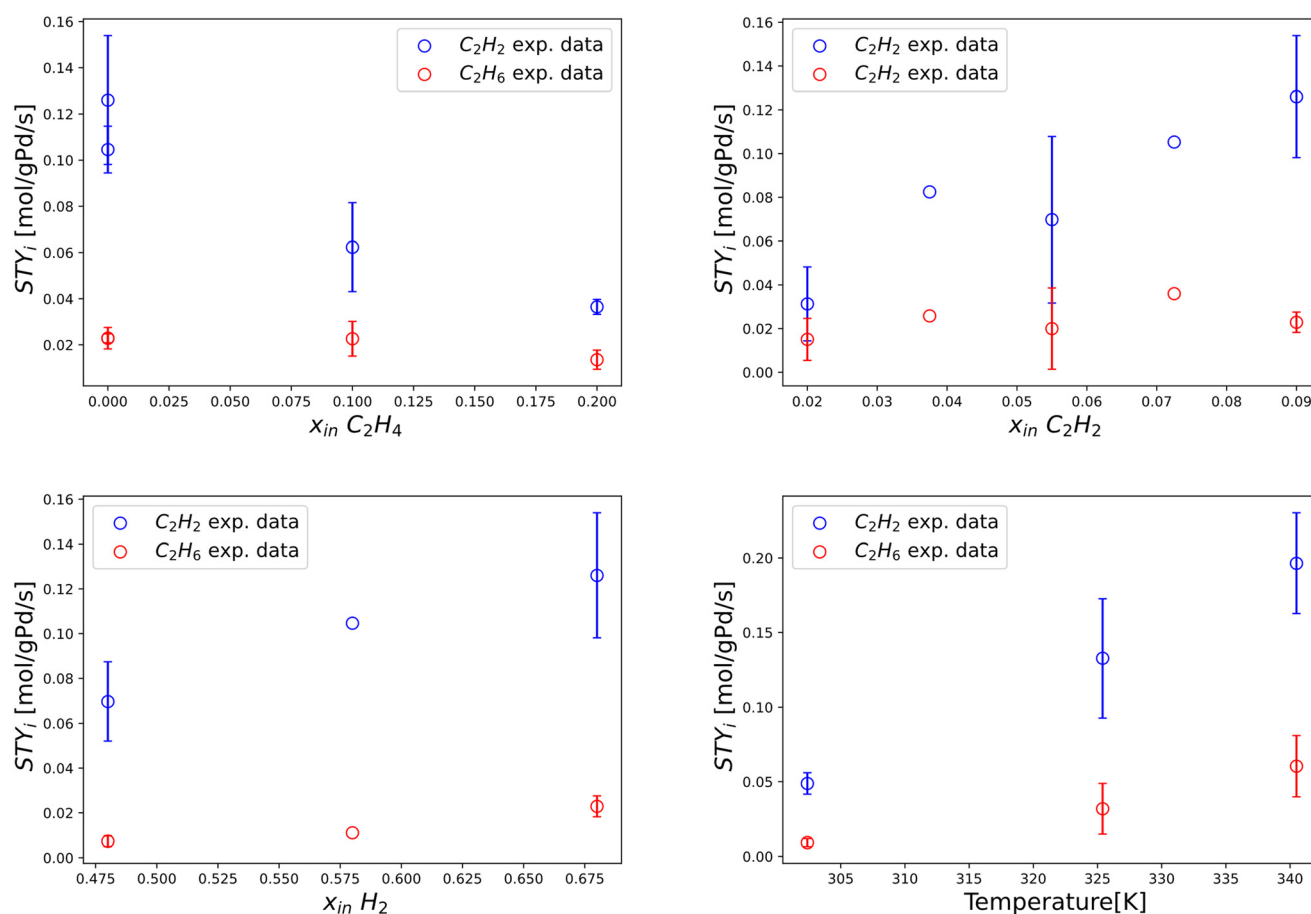 0.16
0.14
0.12
0.10
0.08
0.06
0.04
0.02
STY_i [mol/gPd/s]
C₂H₂ exp. data
C₂H₆ exp. data
0.000 0.025 0.050 0.075 0.100 0.125 0.150 0.175 0.200
x_in C₂H₄
0.16
0.14
0.12
0.10
0.08
0.06
0.04
0.02
0.00
STY_i [mol/gPd/s]
C₂H₂ exp. data
C₂H₂ exp. data
0.02 0.03 0.04 0.05 0.06 0.07 0.08 0.09
x_in C₂H₂
0.16
0.14
0.12
0.10
0.08
0.06
0.04
0.02
0.00
STY_i [mol/gPd/s]
C₂H₂ exp. data
C₂H₆ exp. data
0.475 0.500 0.525 0.550 0.575 0.600 0.625 0.650 0.675
x_in H₂
0.20
0.15
0.10
0.05
0.00
STY_i [mol/gPd/s]
C₂H₂ exp. data
C₂H₆ exp. data
305 310 315 320 325 330 335 340
Temperature[K]